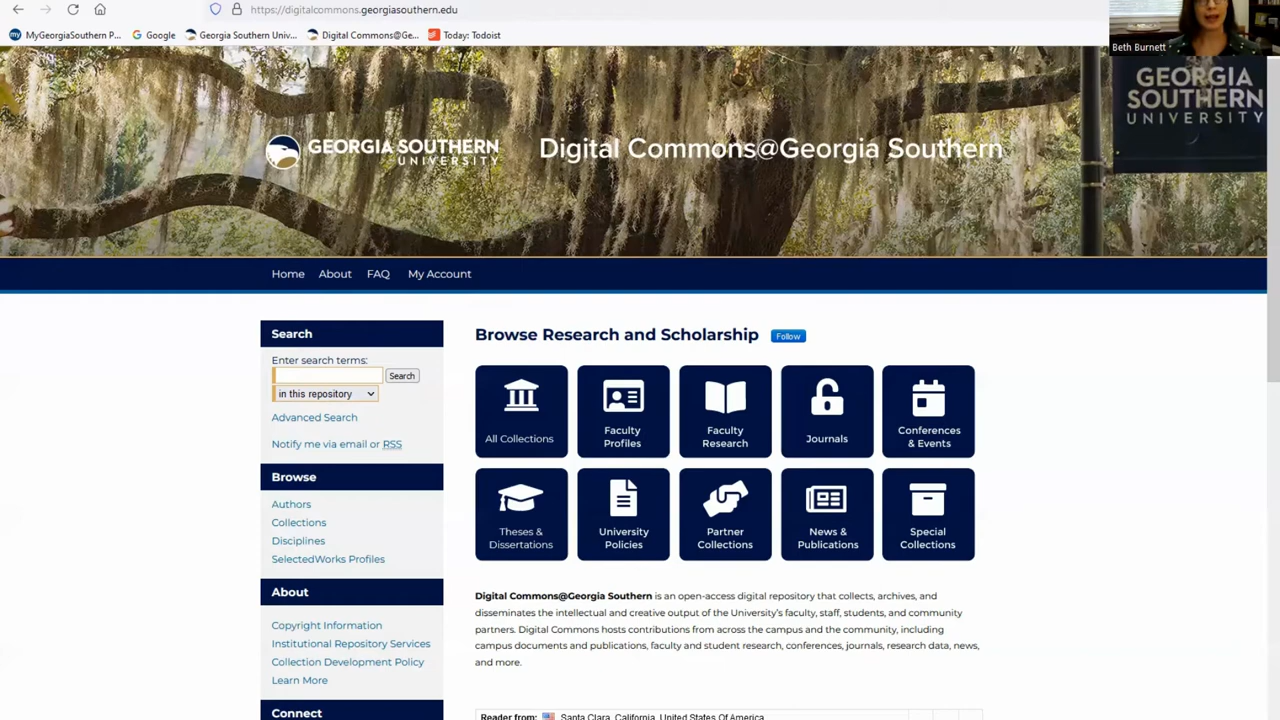 https://digitalcommons.georgiasouthern.edu
MyGeorgiaSouthern P...
Google
Georgia Southern Univ...
Digital Commons@Ge...
Today: Todoist
Beth Burnett
GEORGIA SOUTHERN
UNIVERSITY
Digital Commons@Georgia Southern
GEORGIA
SOUTHERN
UNIVERSITY
Home
About
FAQ
My Account
Search
Enter search terms:
Search
in this repository
Advanced Search
Notify me via email or RSS
Browse
Authors
Collections
Disciplines
SelectedWorks Profiles
About
Copyright Information
Institutional Repository Services
Collection Development Policy
Learn More
Connect
Browse Research and Scholarship
Follow
All Collections
Faculty
Profiles
Faculty
Research
Journals
Conferences
& Events
Theses &
Dissertations
University
Policies
Partner
Collections
News &
Publications
Special
Collections
Digital Commons@Georgia Southern is an open-access digital repository that collects, archives, and
disseminates the intellectual and creative output of the University's faculty, staff, students, and community
partners. Digital Commons hosts contributions from across the campus and the community, including
campus documents and publications, faculty and student research, conferences, journals, research data, news,
and more.
Reader from: Santa Clara, California, United States Of America